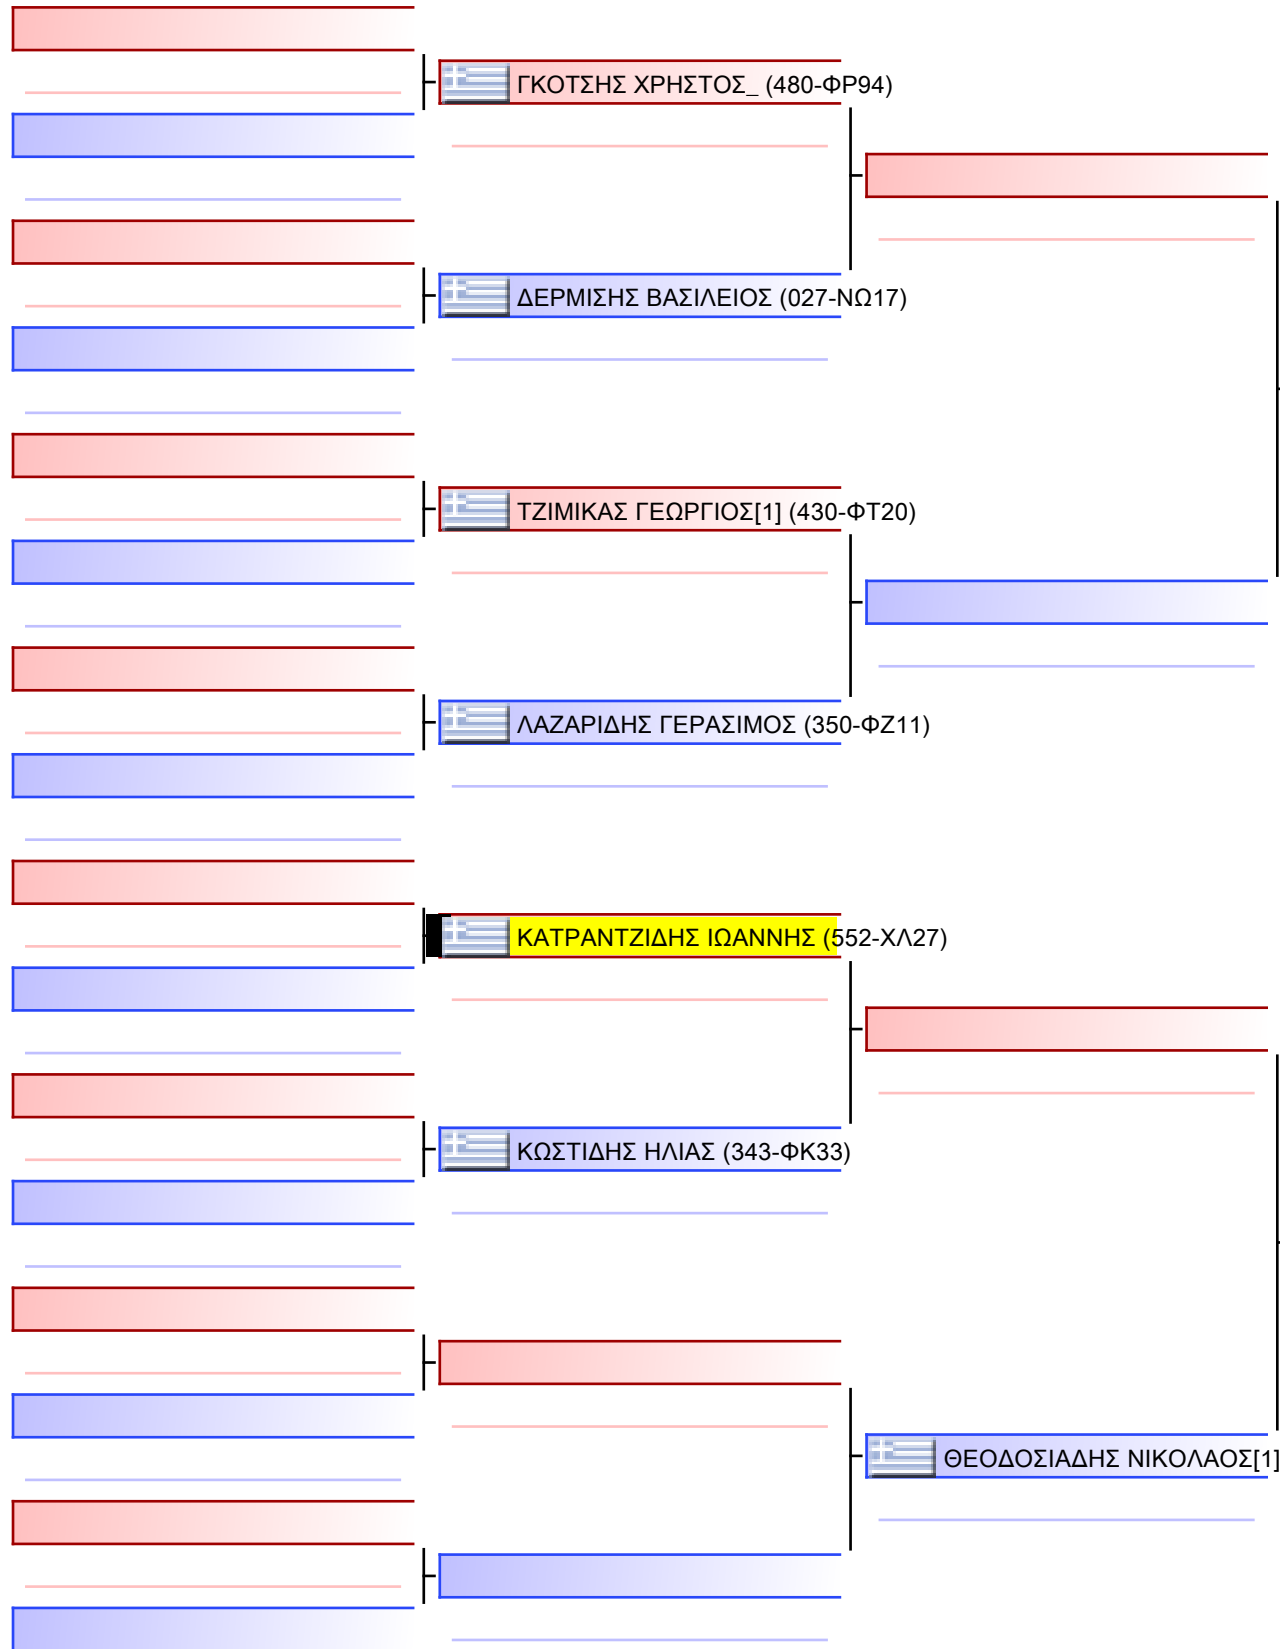 ΓΚΟΤΣΗΣ ΧΡΗΣΤΟΣ_ (480-ΦΡ94)
ΔΕΡΜΙΣΗΣ ΒΑΣΙΛΕΙΟΣ (027-ΝΩ17)
ΤΖΙΜΙΚΑΣ ΓΕΩΡΓΙΟΣ[1] (430-ΦΤ20)
ΛΑΖΑΡΙΔΗΣ ΓΕΡΑΣΙΜΟΣ (350-ΦΖ11)
ΚΑΤΡΑΝΤΖΙΔΗΣ ΙΩΑΝΝΗΣ (552-ΧΛ27)
ΚΩΣΤΙΔΗΣ ΗΛΙΑΣ (343-ΦΚ33)
ΘΕΟΔΟΣΙΑΔΗΣ ΝΙΚΟΛΑΟΣ[1]